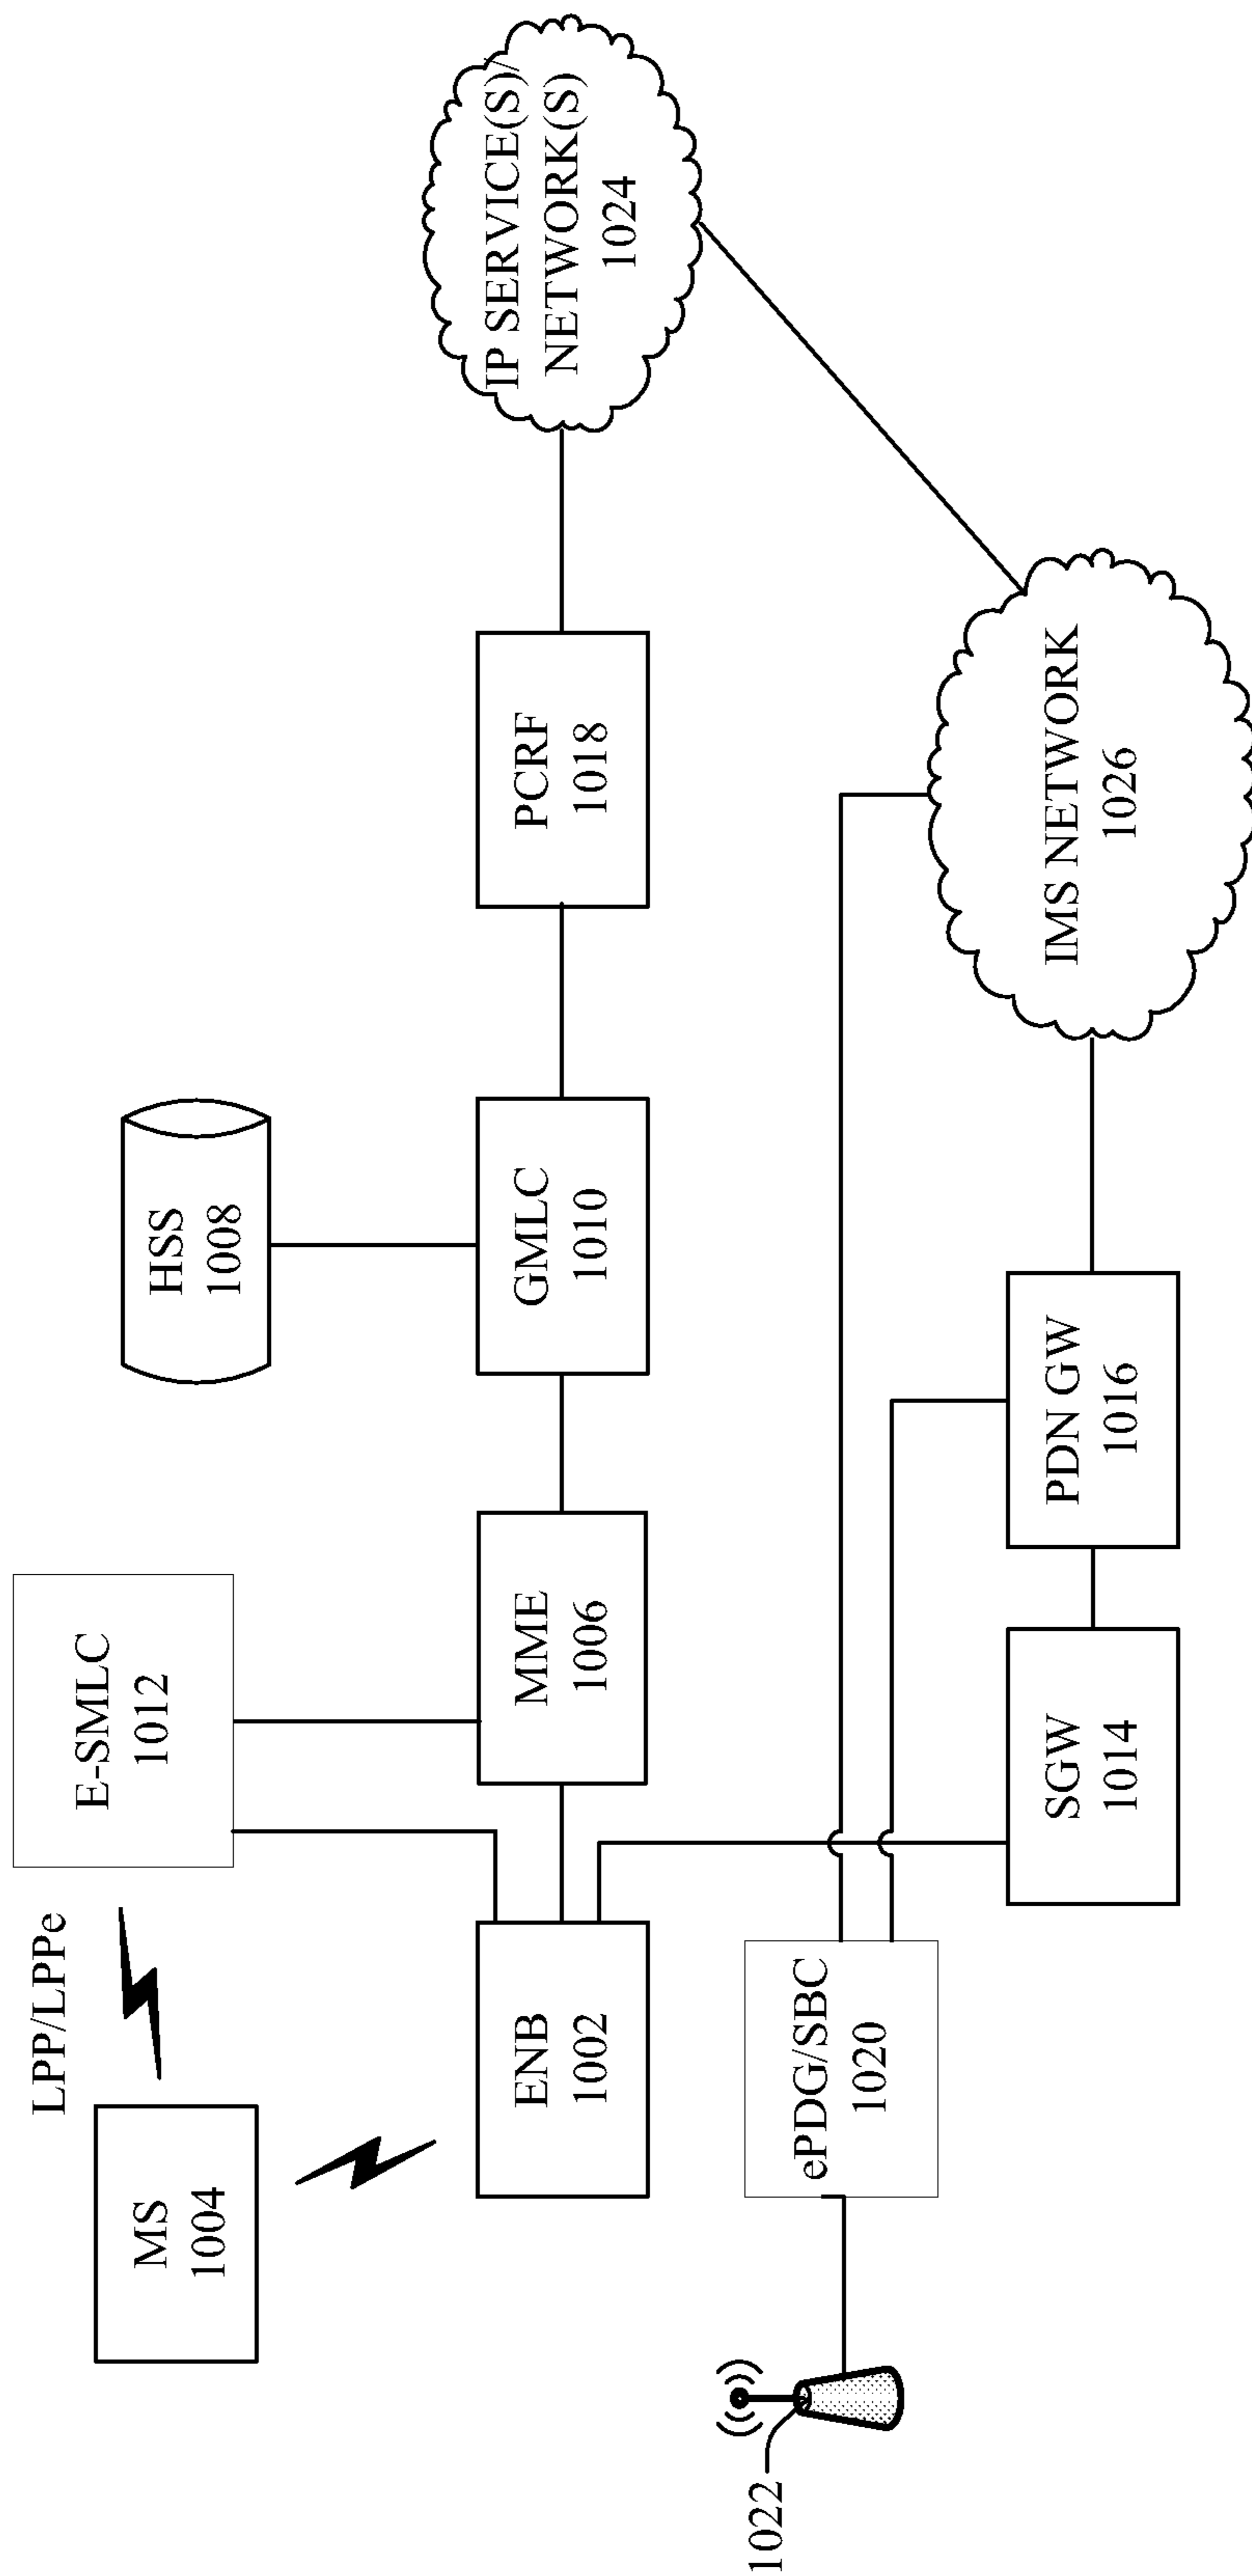 LPP/LPPe
MS
1004
E-SMLC
1012
HSS
1008
ENB
1002
MME
1006
GMLC
1010
PCRF
1018
IP SERVICE(S)/
NETWORK(S)
1024
1022
ePDG/SBC
1020
SGW
1014
PDN GW
1016
IMS NETWORK
1026